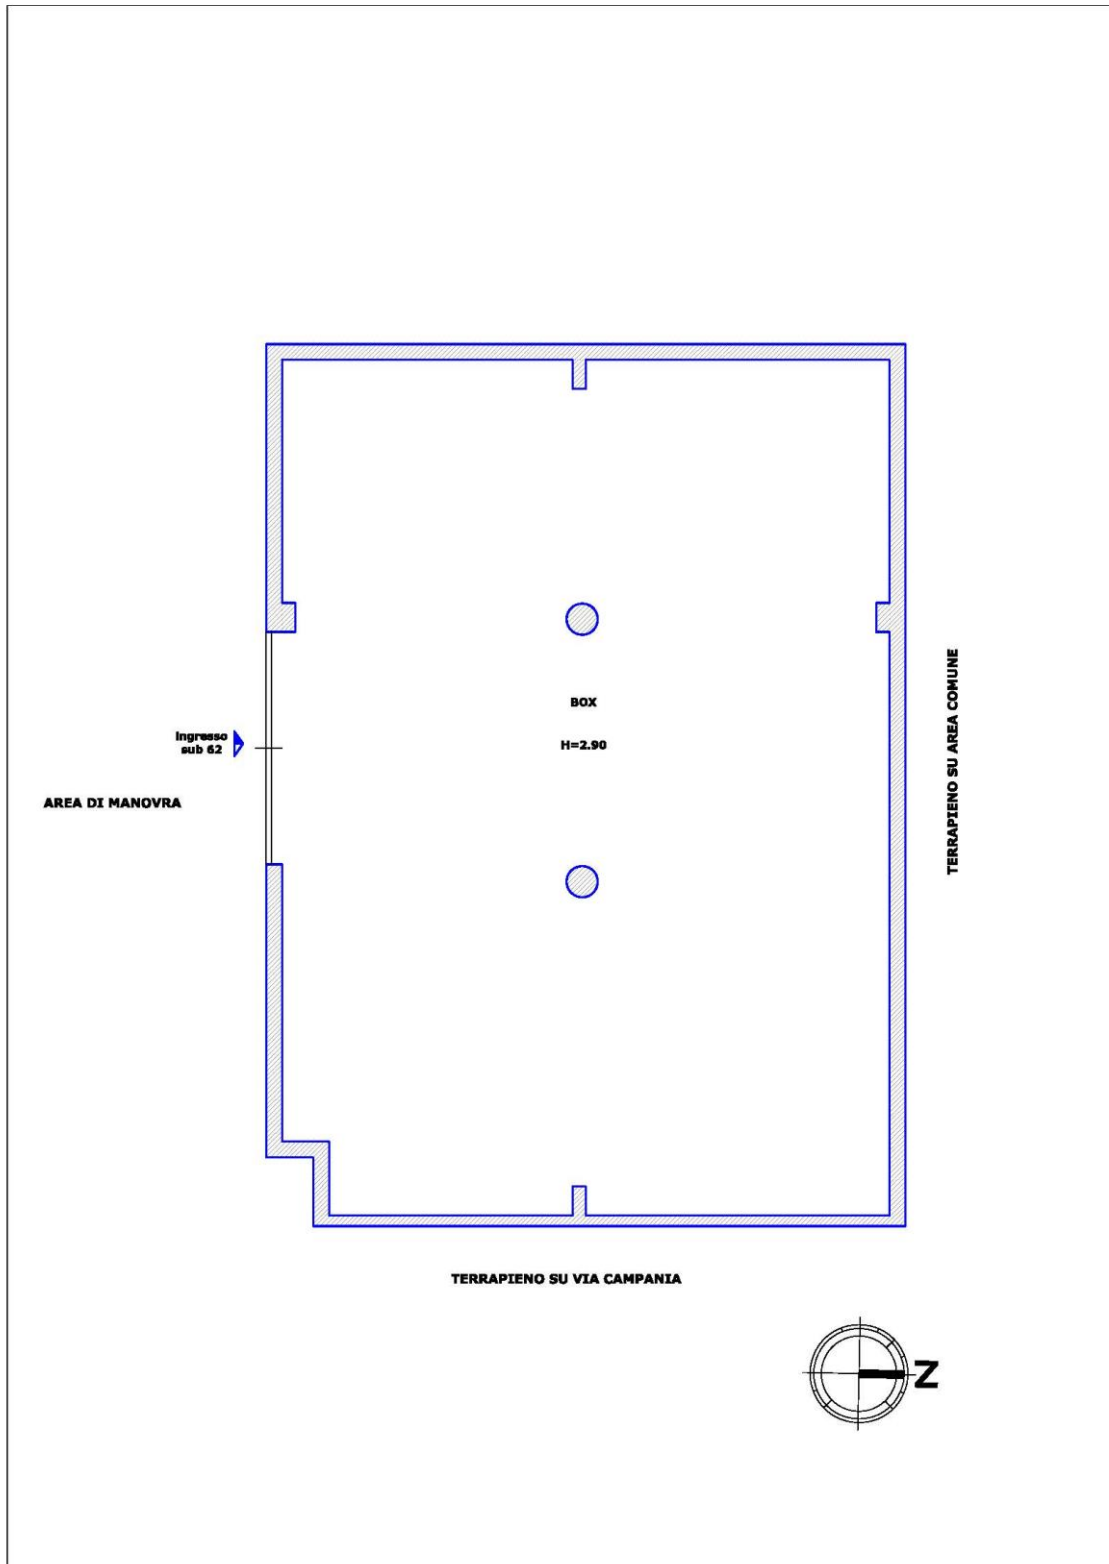 BOX
H=2.90
Ingresso
sub 62
AREA DI MANOVRA
TERRAPIENO SU AREA COMUNE
TERRAPIENO SU VIA CAMPANIA
N